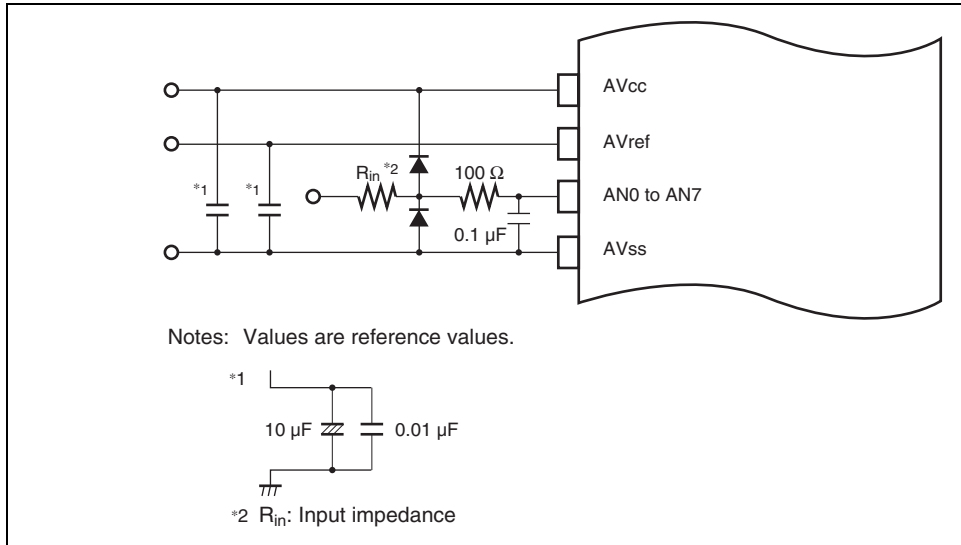 AVcc
AVref
*1 *1 Rin *2 100 Ω
AN0 to AN7
0.1 µF
AVss
Notes: Values are reference values.
*1
10 µF 0.01 µF
*2 Rin: Input impedance